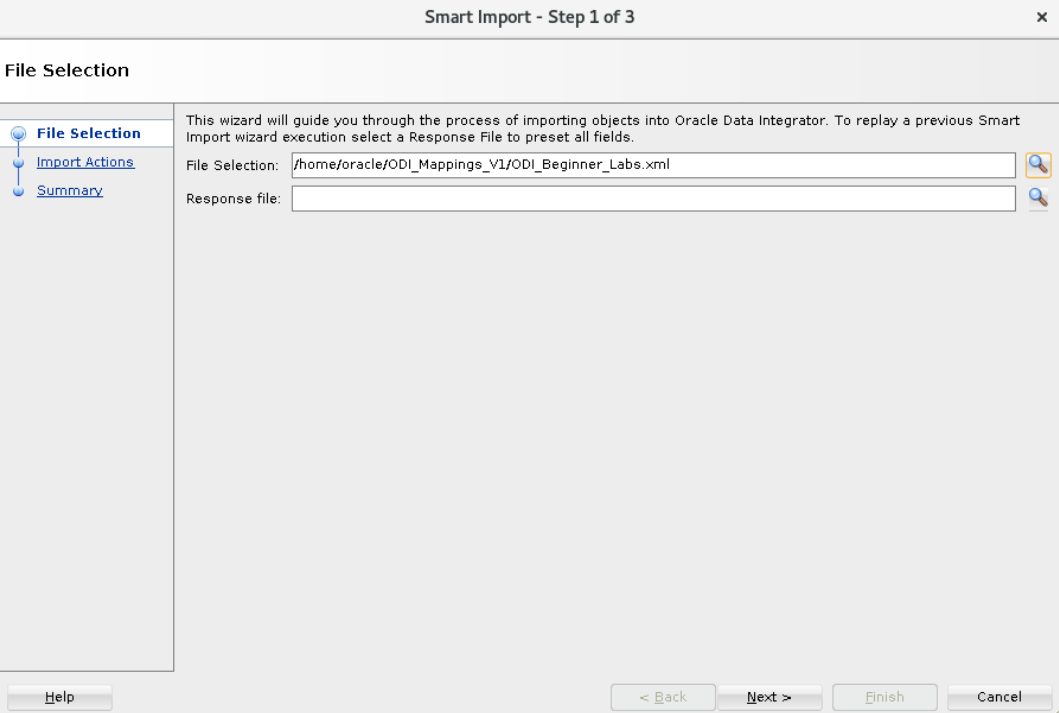 Smart Import - Step 1 of 3
File Selection
File Selection
Import Actions
Summary
This wizard will guide you through the process of importing objects into Oracle Data Integrator. To replay a previous Smart
Import wizard execution select a Response File to preset all fields.
File Selection: /home/oracle/ODI_Mappings_V1/ODI_Beginner_Labs.xml
Response file:
Help < Back Next > Finish Cancel